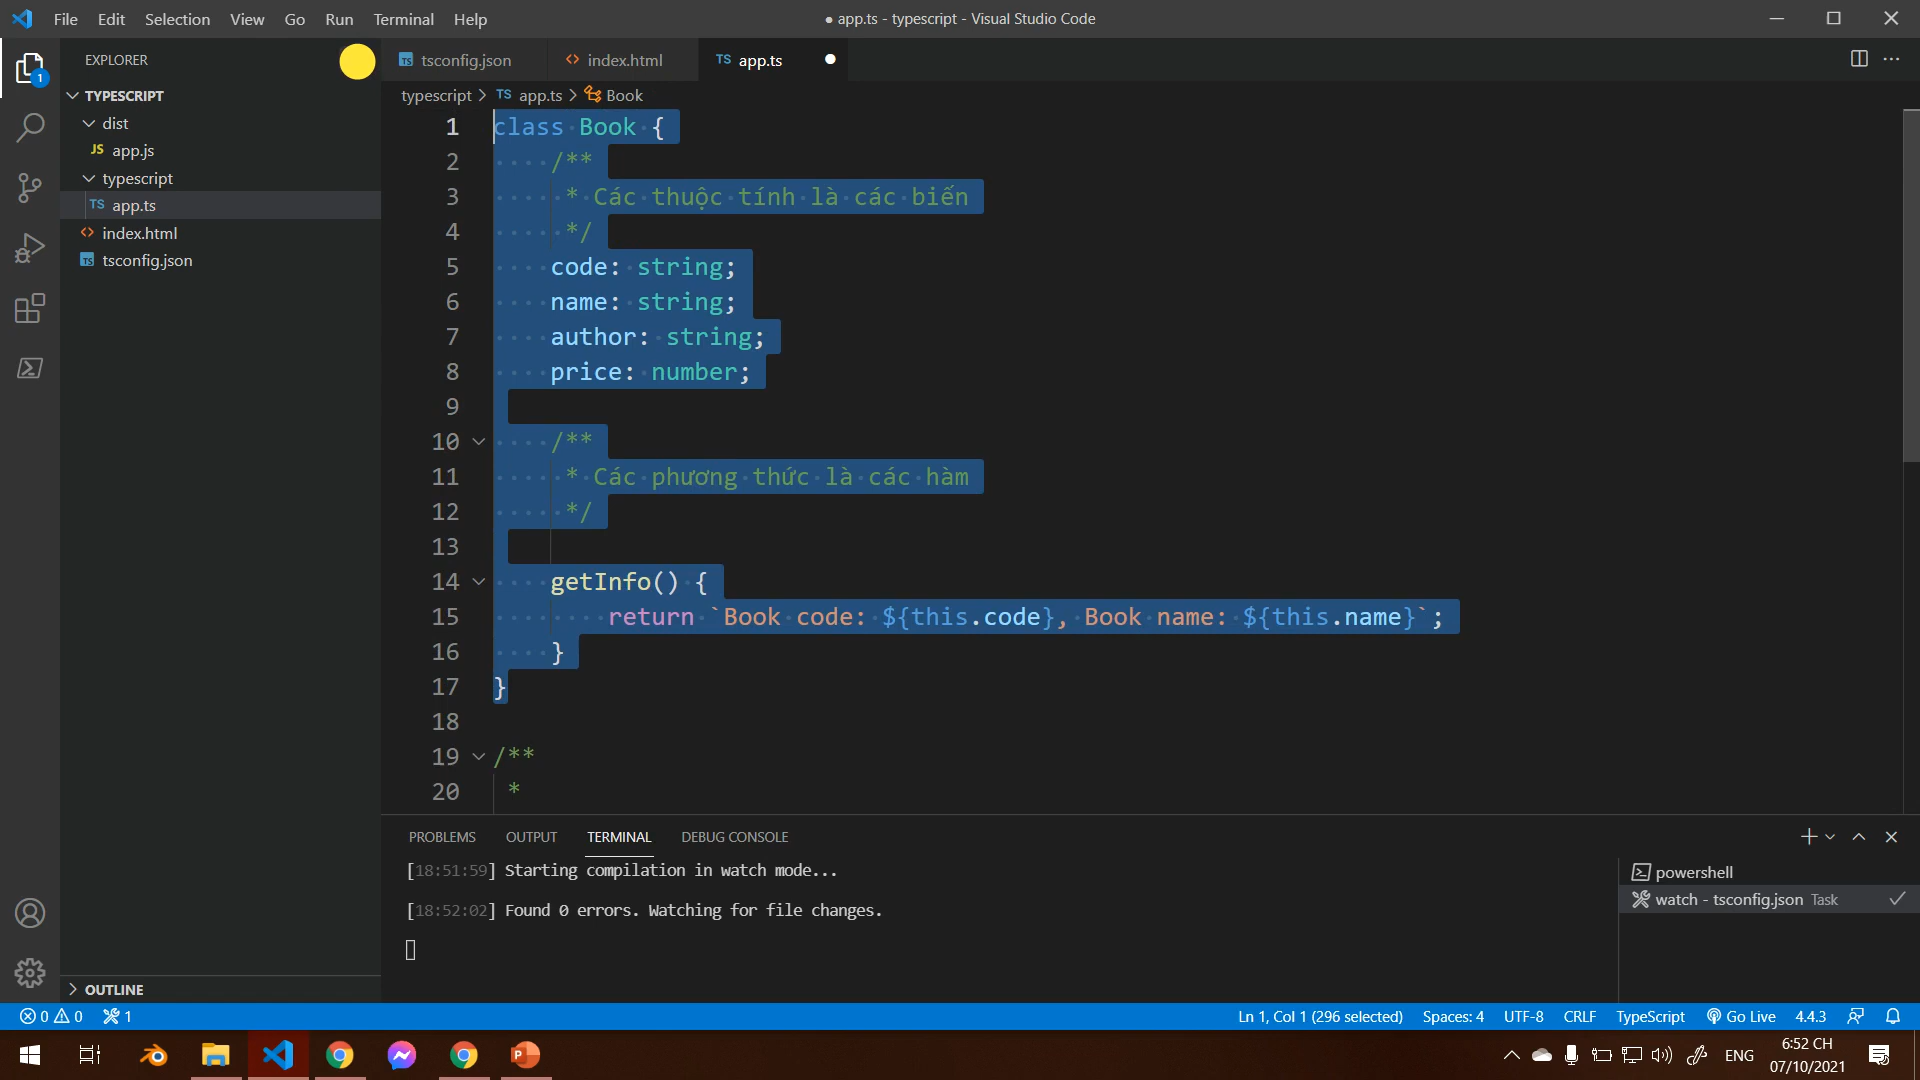 File Edit Selection View Go Run Terminal Help
● app.ts - typescript - Visual Studio Code
EXPLORER
TS tsconfig.json
<> index.html
TS app.ts ●
TYPESCRIPT
typescript > TS app.ts > Book
dist
JS app.js
typescript
TS app.ts
<> index.html
TS tsconfig.json
1
1 class Book {
2 /**
3 * Các thuộc tính là các biến
4 */
5 code: string;
6 name: string;
7 author: string;
8 price: number;
9
10 /**
11 * Các phương thức là các hàm
12 */
13
14 getInfo() {
15 return `Book code: ${this.code}, Book name: ${this.name}`;
16 }
17 }
18
19 /**
20 *
PROBLEMS OUTPUT TERMINAL DEBUG CONSOLE
[18:51:59] Starting compilation in watch mode...
[18:52:02] Found 0 errors. Watching for file changes.
powershell
watch - tsconfig.json Task
OUTLINE
0 0 1
Ln 1, Col 1 (296 selected) Spaces: 4 UTF-8 CRLF TypeScript Go Live 4.4.3
ENG
6:52 CH
07/10/2021